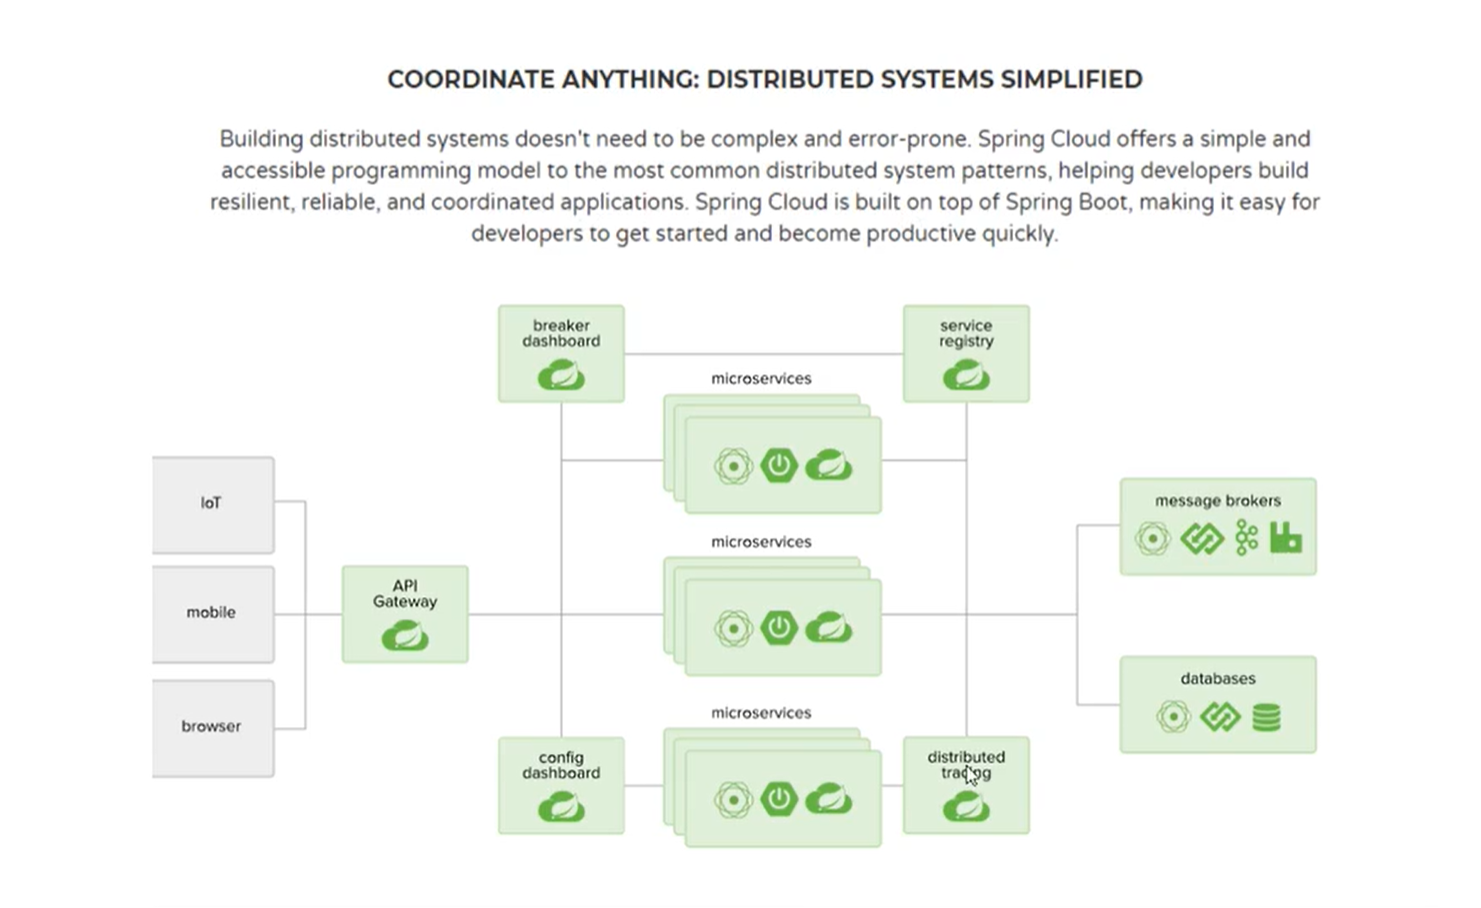 COORDINATE ANYTHING: DISTRIBUTED SYSTEMS SIMPLIFIED
Building distributed systems doesn't need to be complex and error-prone. Spring Cloud offers a simple and
accessible programming model to the most common distributed system patterns, helping developers build
resilient, reliable, and coordinated applications. Spring Cloud is built on top of Spring Boot, making it easy for
developers to get started and become productive quickly.
breaker
dashboard
service
registry
microservices
IoT
message brokers
microservices
API
Gateway
mobile
databases
browser
microservices
config
dashboard
distributed
tracing